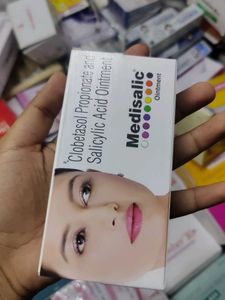 Clobetasol Propionate and
Salicylic Acid Ointment
Medisalic®
Ointment